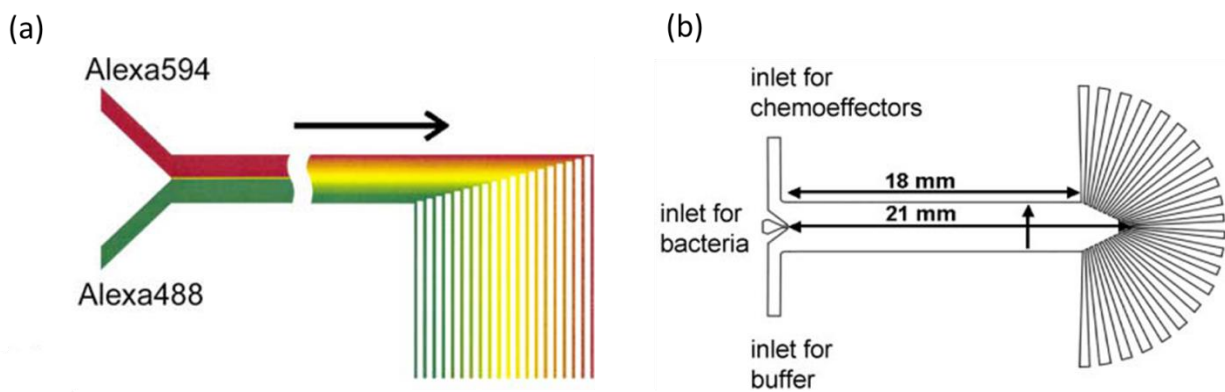 (a)
Alexa594
Alexa488
(b)
inlet for
chemoeffectors
18 mm
21 mm
inlet for
bacteria
inlet for
buffer